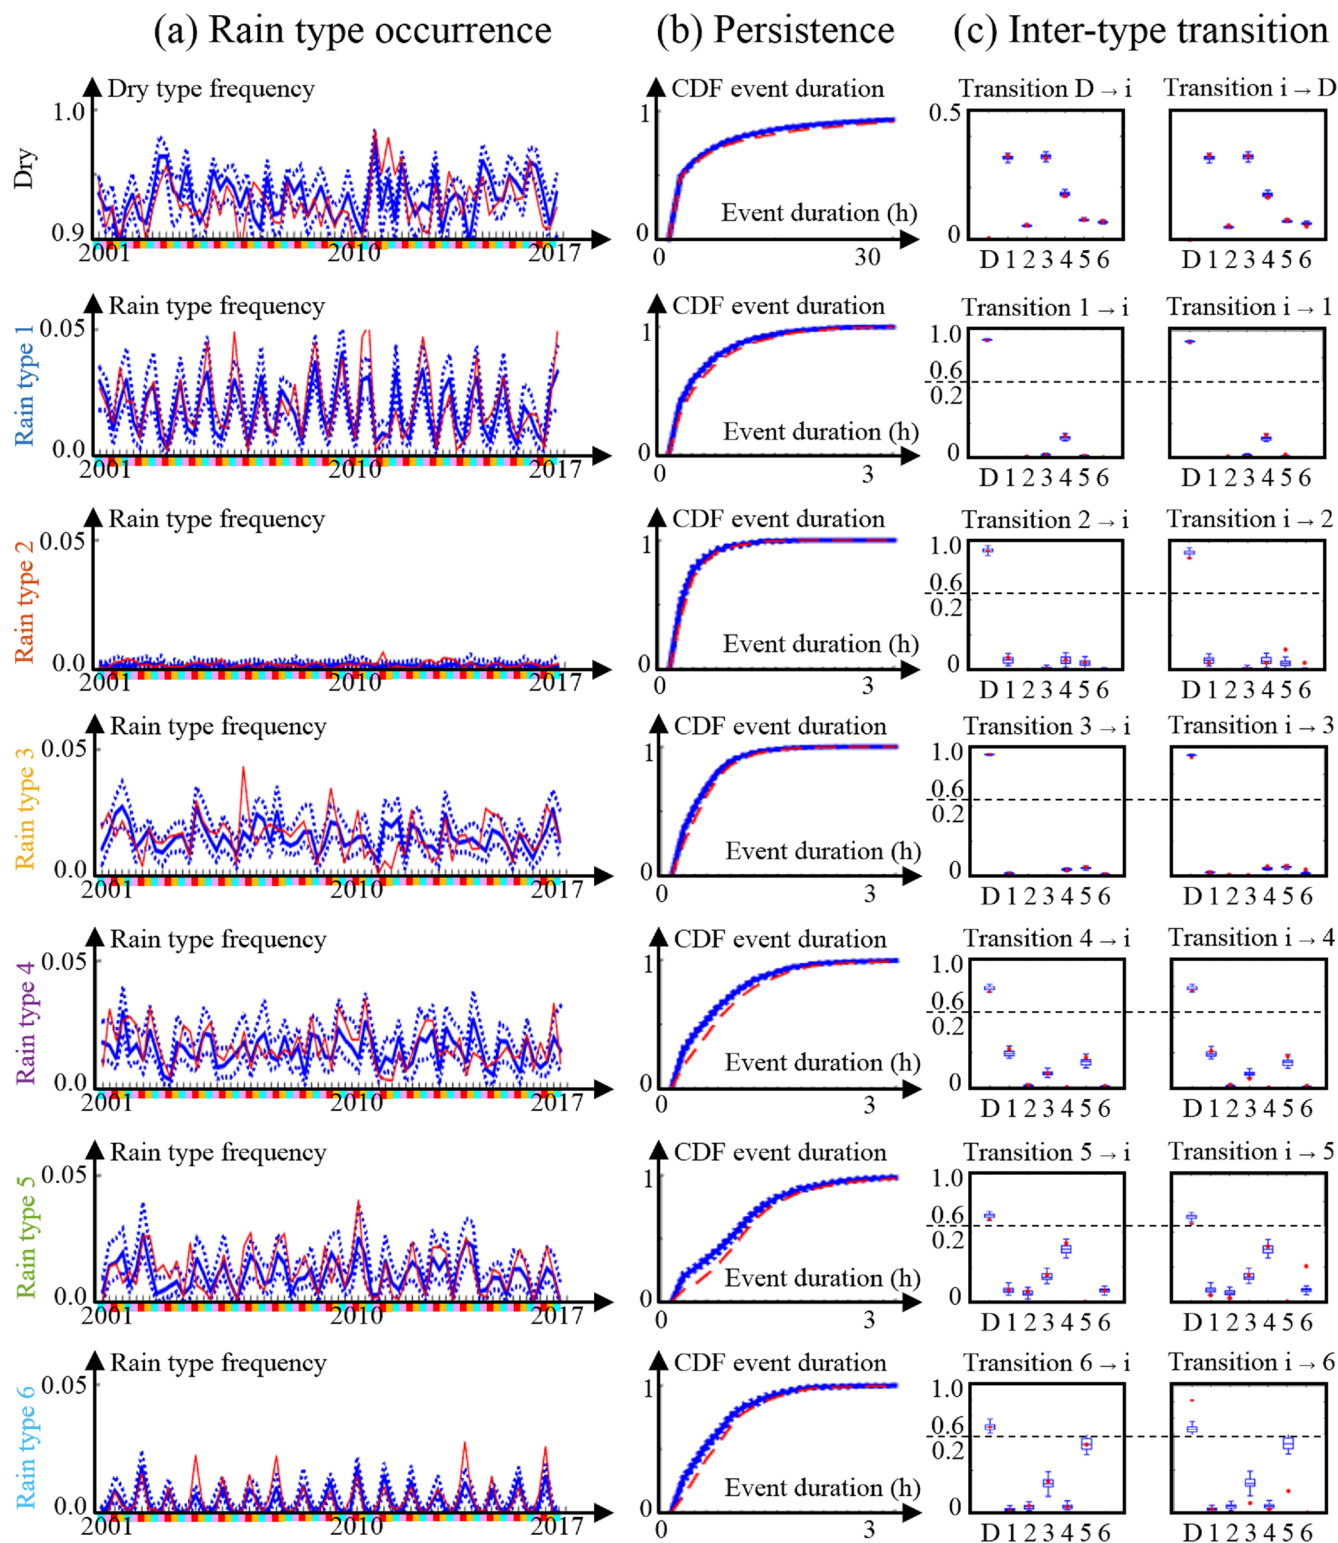 (a) Rain type occurrence (b) Persistence (c) Inter-type transition
Dry
Dry type frequency
1.0
0.9
2001 2010 2017
CDF event duration
1
0
Event duration (h)
0 30
Transition D → i
0.5
0
D 1 2 3 4 5 6
Transition i → D
D 1 2 3 4 5 6
Rain type 1
Rain type frequency
0.05
0.0
2001 2010 2017
CDF event duration
1
0
Event duration (h)
0 3
Transition 1 → i
1.0
0.6
0.2
0
D 1 2 3 4 5 6
Transition i → 1
D 1 2 3 4 5 6
Rain type 2
Rain type frequency
0.05
0.0
2001 2010 2017
CDF event duration
1
0
Event duration (h)
0 3
Transition 2 → i
1.0
0.6
0.2
0
D 1 2 3 4 5 6
Transition i → 2
D 1 2 3 4 5 6
Rain type 3
Rain type frequency
0.05
0.0
2001 2010 2017
CDF event duration
1
0
Event duration (h)
0 3
Transition 3 → i
1.0
0.6
0.2
0
D 1 2 3 4 5 6
Transition i → 3
D 1 2 3 4 5 6
Rain type 4
Rain type frequency
0.05
0.0
2001 2010 2017
CDF event duration
1
0
Event duration (h)
0 3
Transition 4 → i
1.0
0.6
0.2
0
D 1 2 3 4 5 6
Transition i → 4
D 1 2 3 4 5 6
Rain type 5
Rain type frequency
0.05
0.0
2001 2010 2017
CDF event duration
1
0
Event duration (h)
0 3
Transition 5 → i
1.0
0.6
0.2
0
D 1 2 3 4 5 6
Transition i → 5
D 1 2 3 4 5 6
Rain type 6
Rain type frequency
0.05
0.0
2001 2010 2017
CDF event duration
1
0
Event duration (h)
0 3
Transition 6 → i
1.0
0.6
0.2
0
D 1 2 3 4 5 6
Transition i → 6
D 1 2 3 4 5 6